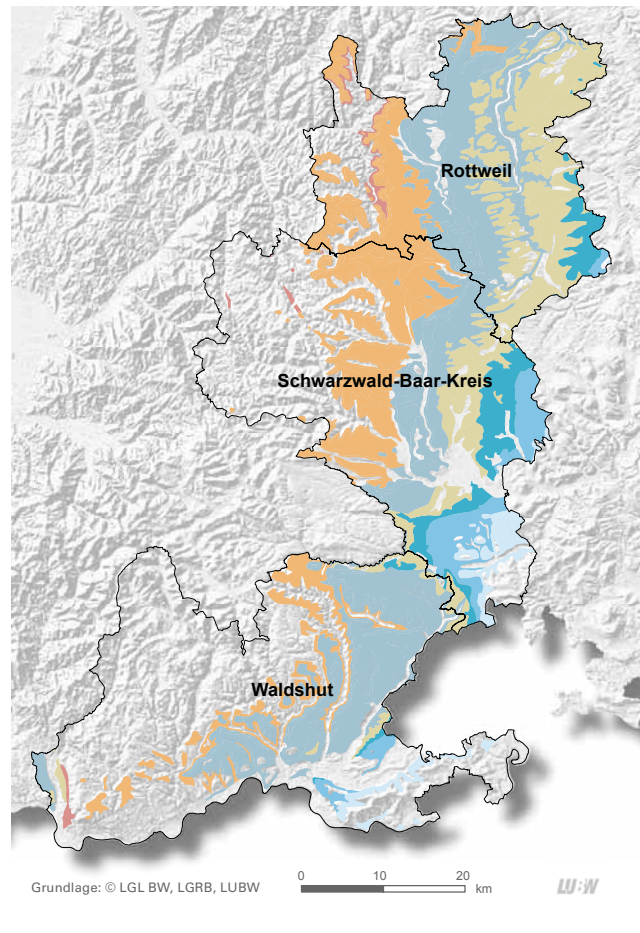 Rottweil
Schwarzwald-Baar-Kreis
Waldshut
Grundlage: © LGL BW, LGRB, LUBW
0 10 20
km
LUBW